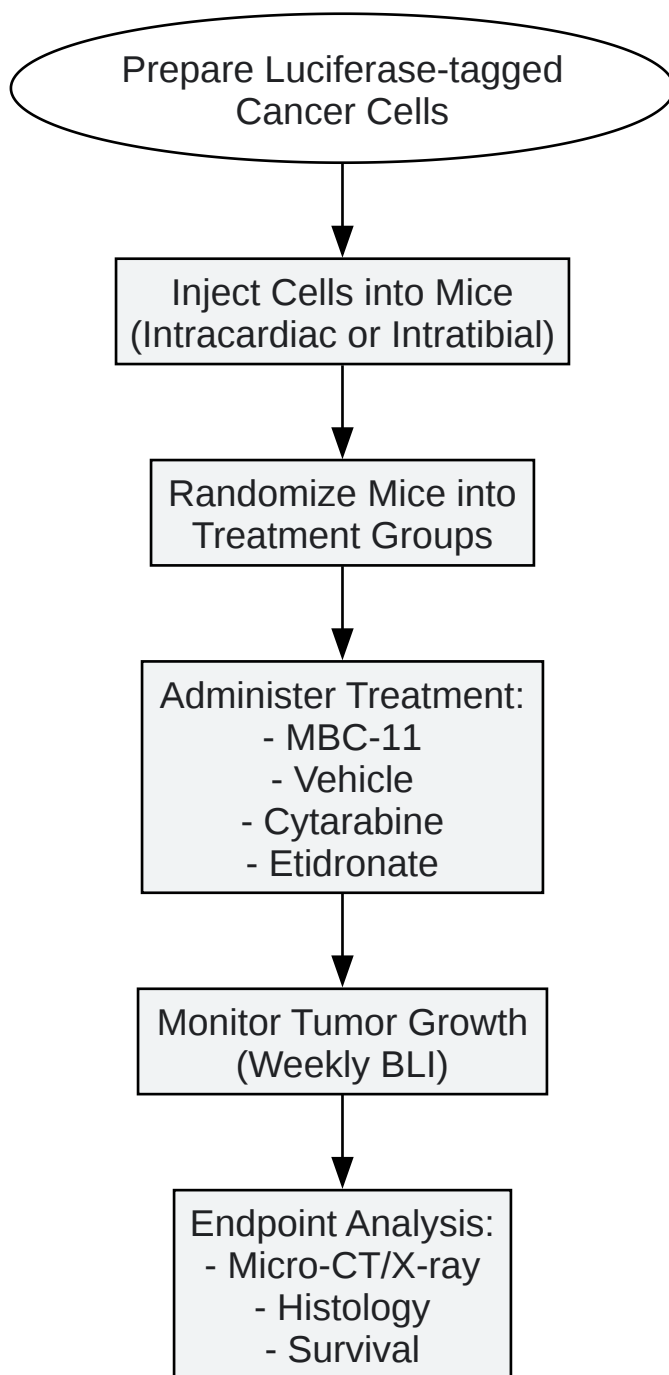 Prepare Luciferase-tagged
Cancer Cells
Inject Cells into Mice
(Intracardiac or Intratibial)
Randomize Mice into
Treatment Groups
Administer Treatment:
- MBC-11
- Vehicle
- Cytarabine
- Etidronate
Monitor Tumor Growth
(Weekly BLI)
Endpoint Analysis:
- Micro-CT/X-ray
- Histology
- Survival